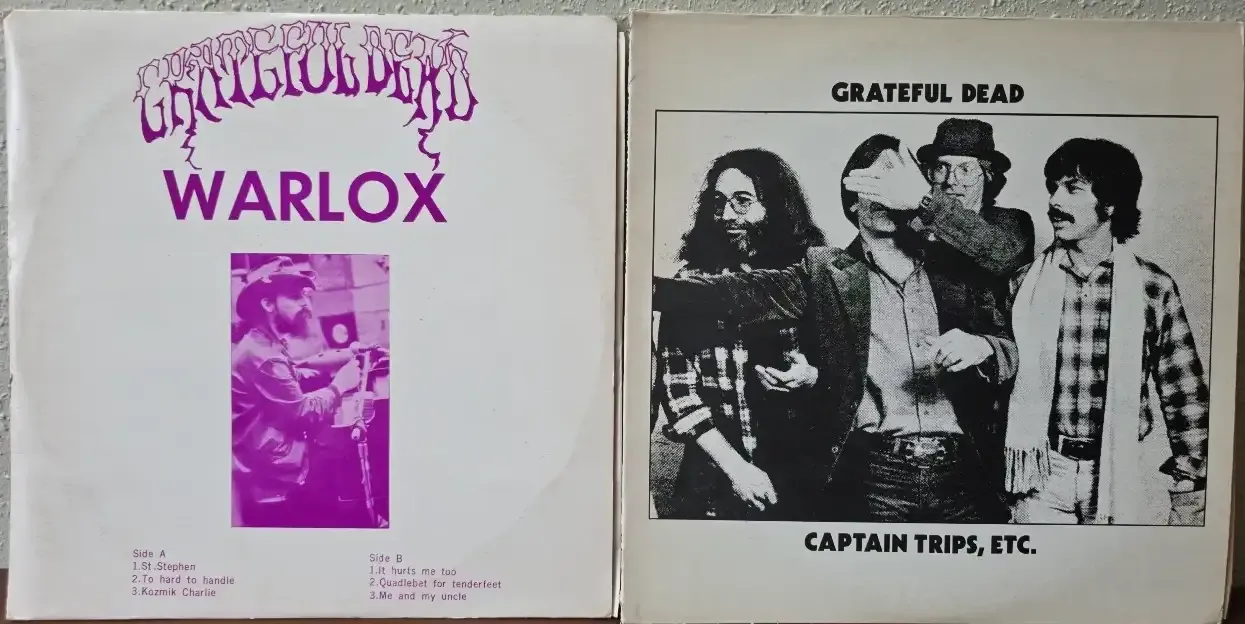 GRATEFUL DEAD
WARLOX
Side A
1.St.Stephen
2.To hard to handle
3.Kozmik Charlie
Side B
1.It hurts me too
2.Quadlebet for tenderfeet
3.Me and my uncle
GRATEFUL DEAD
CAPTAIN TRIPS, ETC.